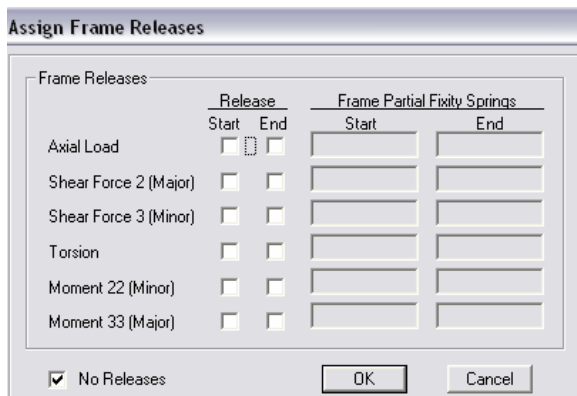 Assign Frame Releases
Frame Releases
Release Frame Partial Fixity Springs
Start End Start End
Axial Load
Shear Force 2 (Major)
Shear Force 3 (Minor)
Torsion
Moment 22 (Minor)
Moment 33 (Major)
No Releases OK Cancel